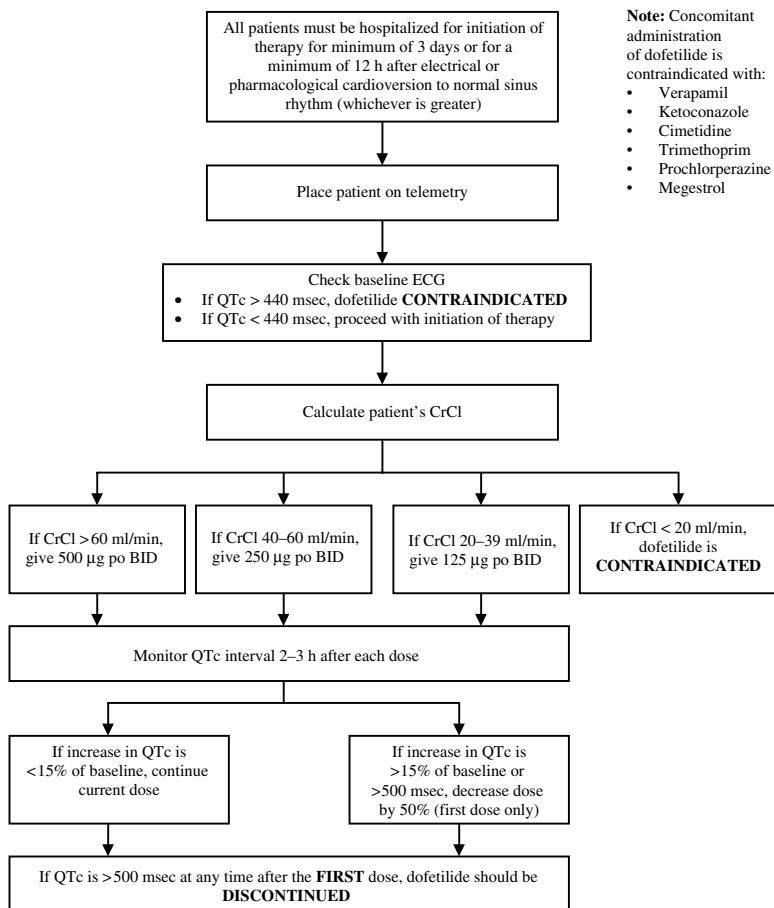 All patients must be hospitalized for initiation of
therapy for minimum of 3 days or for a
minimum of 12 h after electrical or
pharmacological cardioversion to normal sinus
rhythm (whichever is greater)
Note: Concomitant
administration
of dofetilide is
contraindicated with:
• Verapamil
• Ketoconazole
• Cimetidine
• Trimethoprim
• Prochlorperazine
• Megestrol
Place patient on telemetry
Check baseline ECG
• If QTc > 440 msec, dofetilide CONTRAINDICATED
• If QTc < 440 msec, proceed with initiation of therapy
Calculate patient's CrCl
If CrCl >60 ml/min,
give 500 µg po BID
If CrCl 40–60 ml/min,
give 250 µg po BID
If CrCl 20–39 ml/min,
give 125 µg po BID
If CrCl < 20 ml/min,
dofetilide is
CONTRAINDICATED
Monitor QTc interval 2–3 h after each dose
If increase in QTc is
<15% of baseline, continue
current dose
If increase in QTc is
>15% of baseline or
>500 msec, decrease dose
by 50% (first dose only)
If QTc is >500 msec at any time after the FIRST dose, dofetilide should be
DISCONTINUED